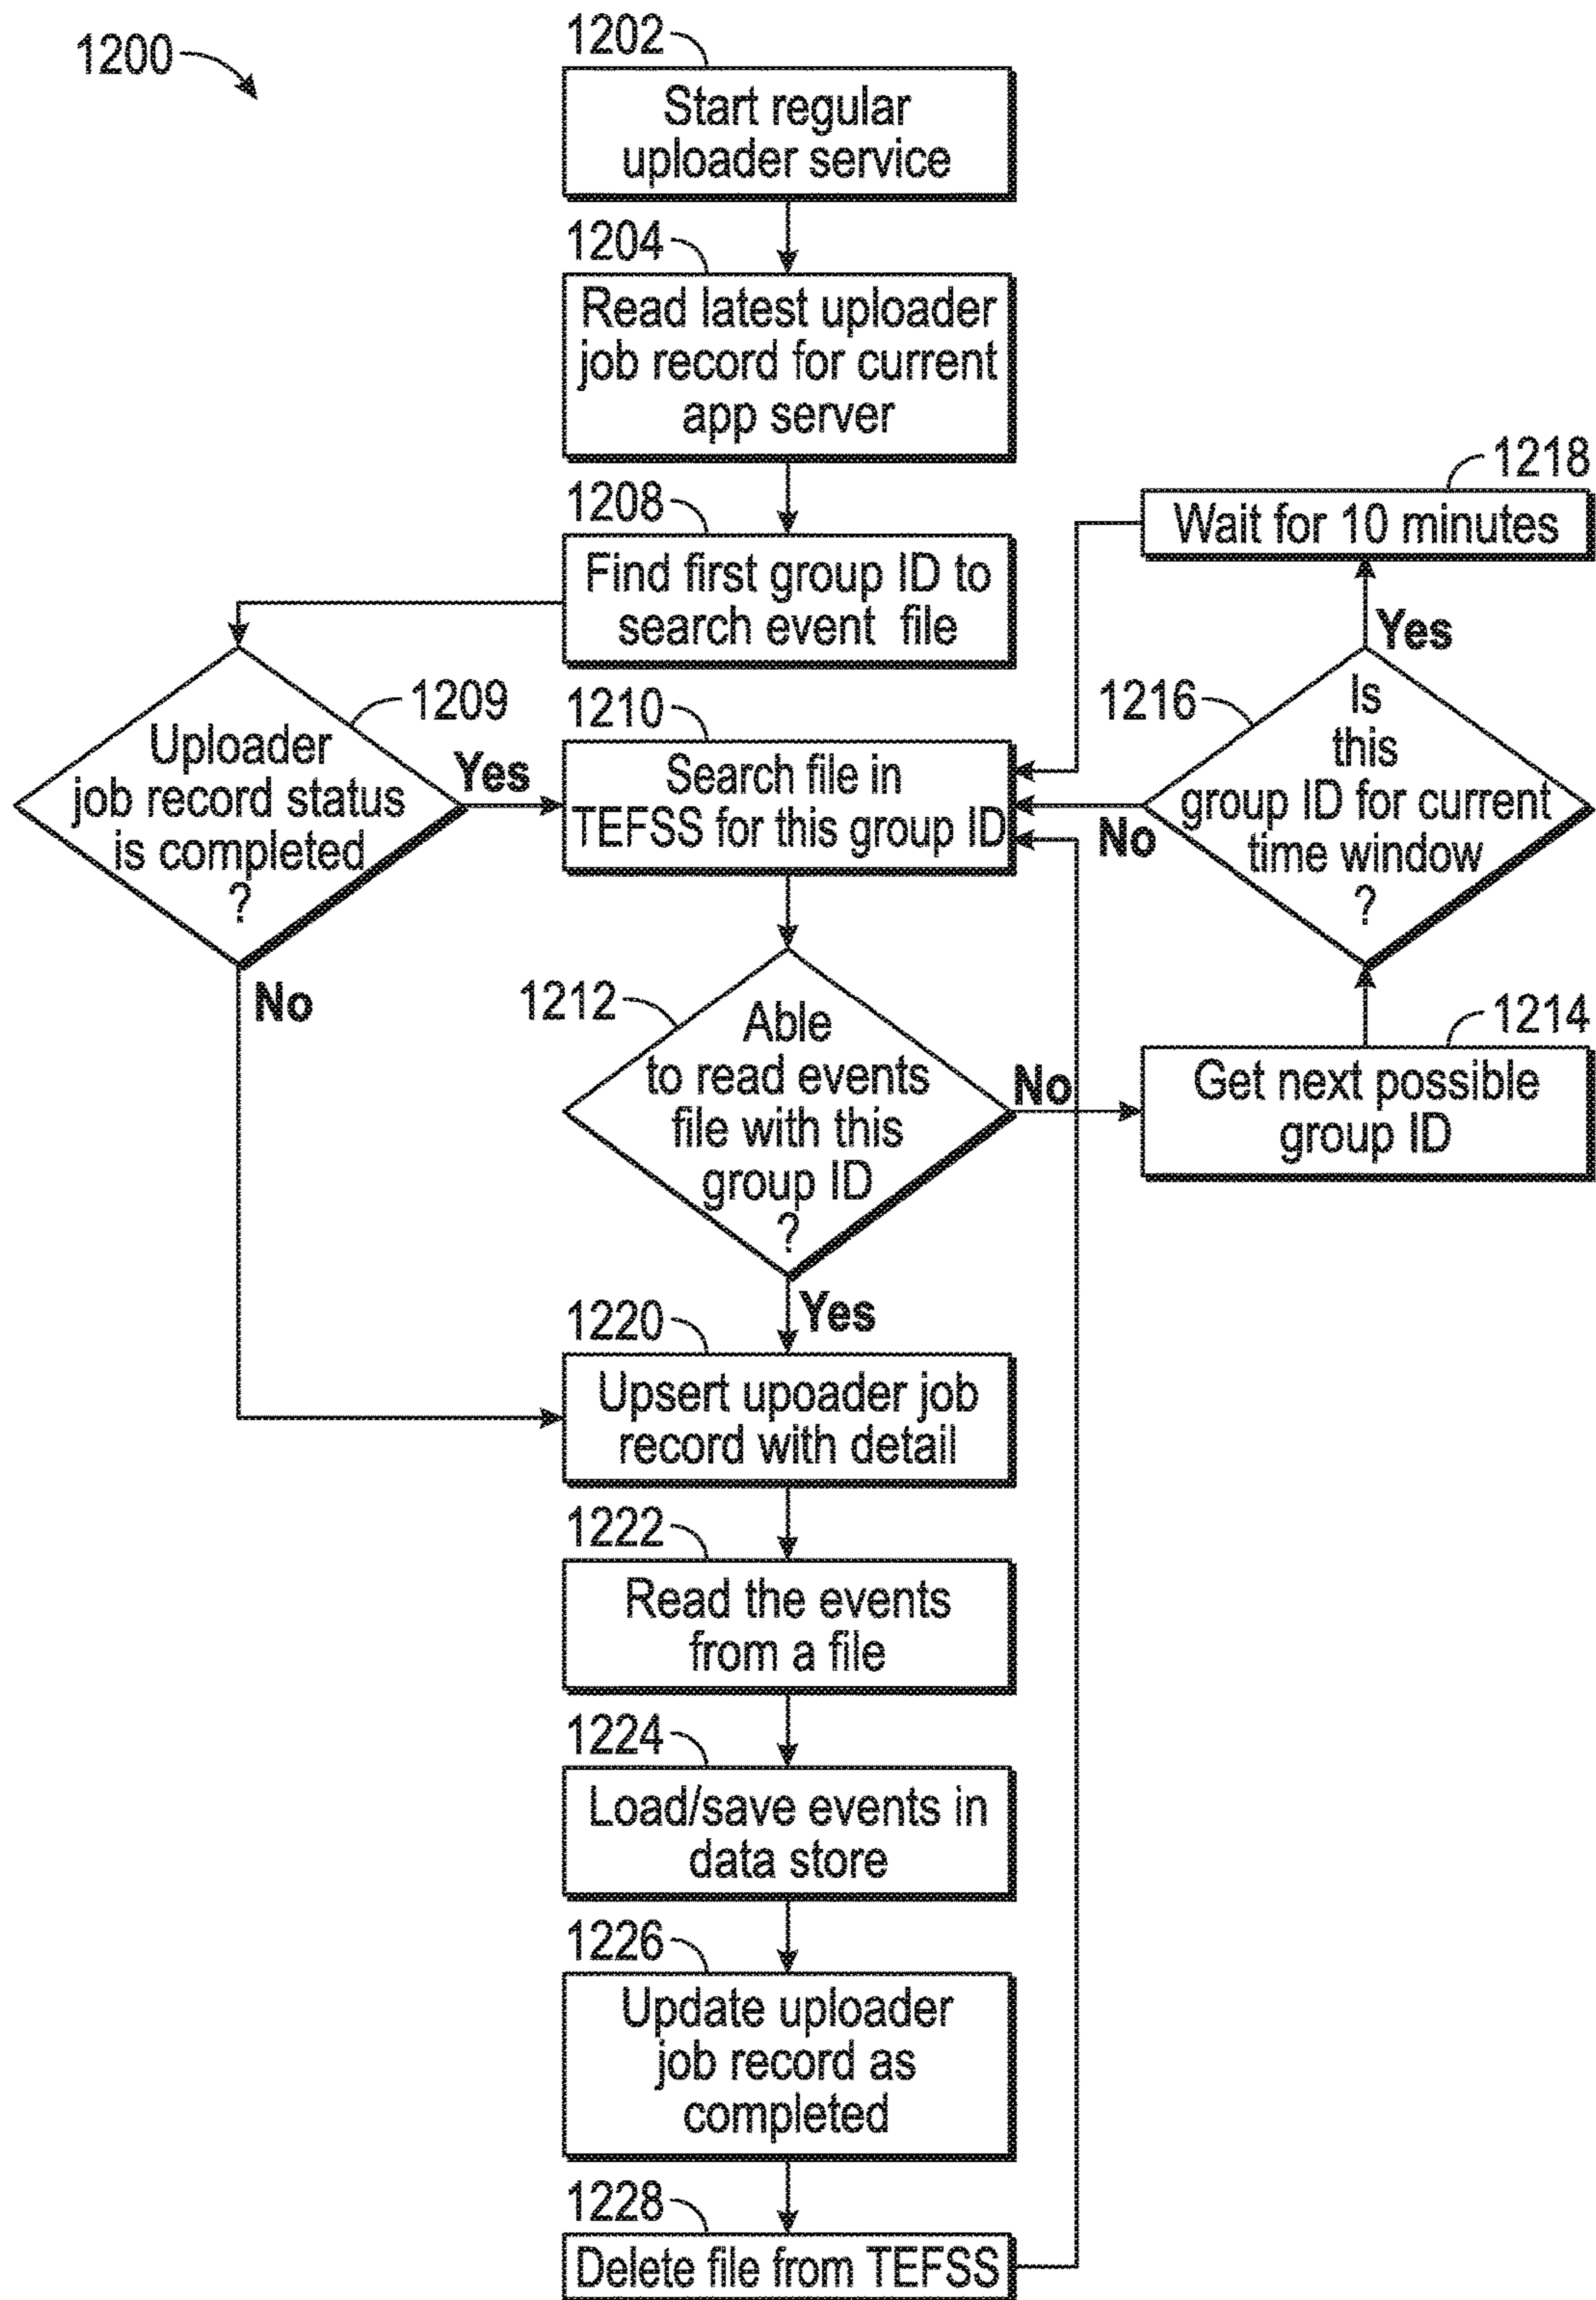 1200
1202
Start regular
uploader service
1204
Read latest uploader
job record for current
app server
1208
Find first group ID to
search event file
1218
Wait for 10 minutes
Yes
1209
Uploader
job record status
is completed
?
Yes
No
1210
Search file in
TEFSS for this group ID
1216
Is
this
group ID for current
time window
?
No
1212
Able
to read events
file with this
group ID
?
No
Yes
1214
Get next possible
group ID
1220
Upsert upoader job
record with detail
1222
Read the events
from a file
1224
Load/save events in
data store
1226
Update uploader
job record as
completed
1228
Delete file from TEFSS